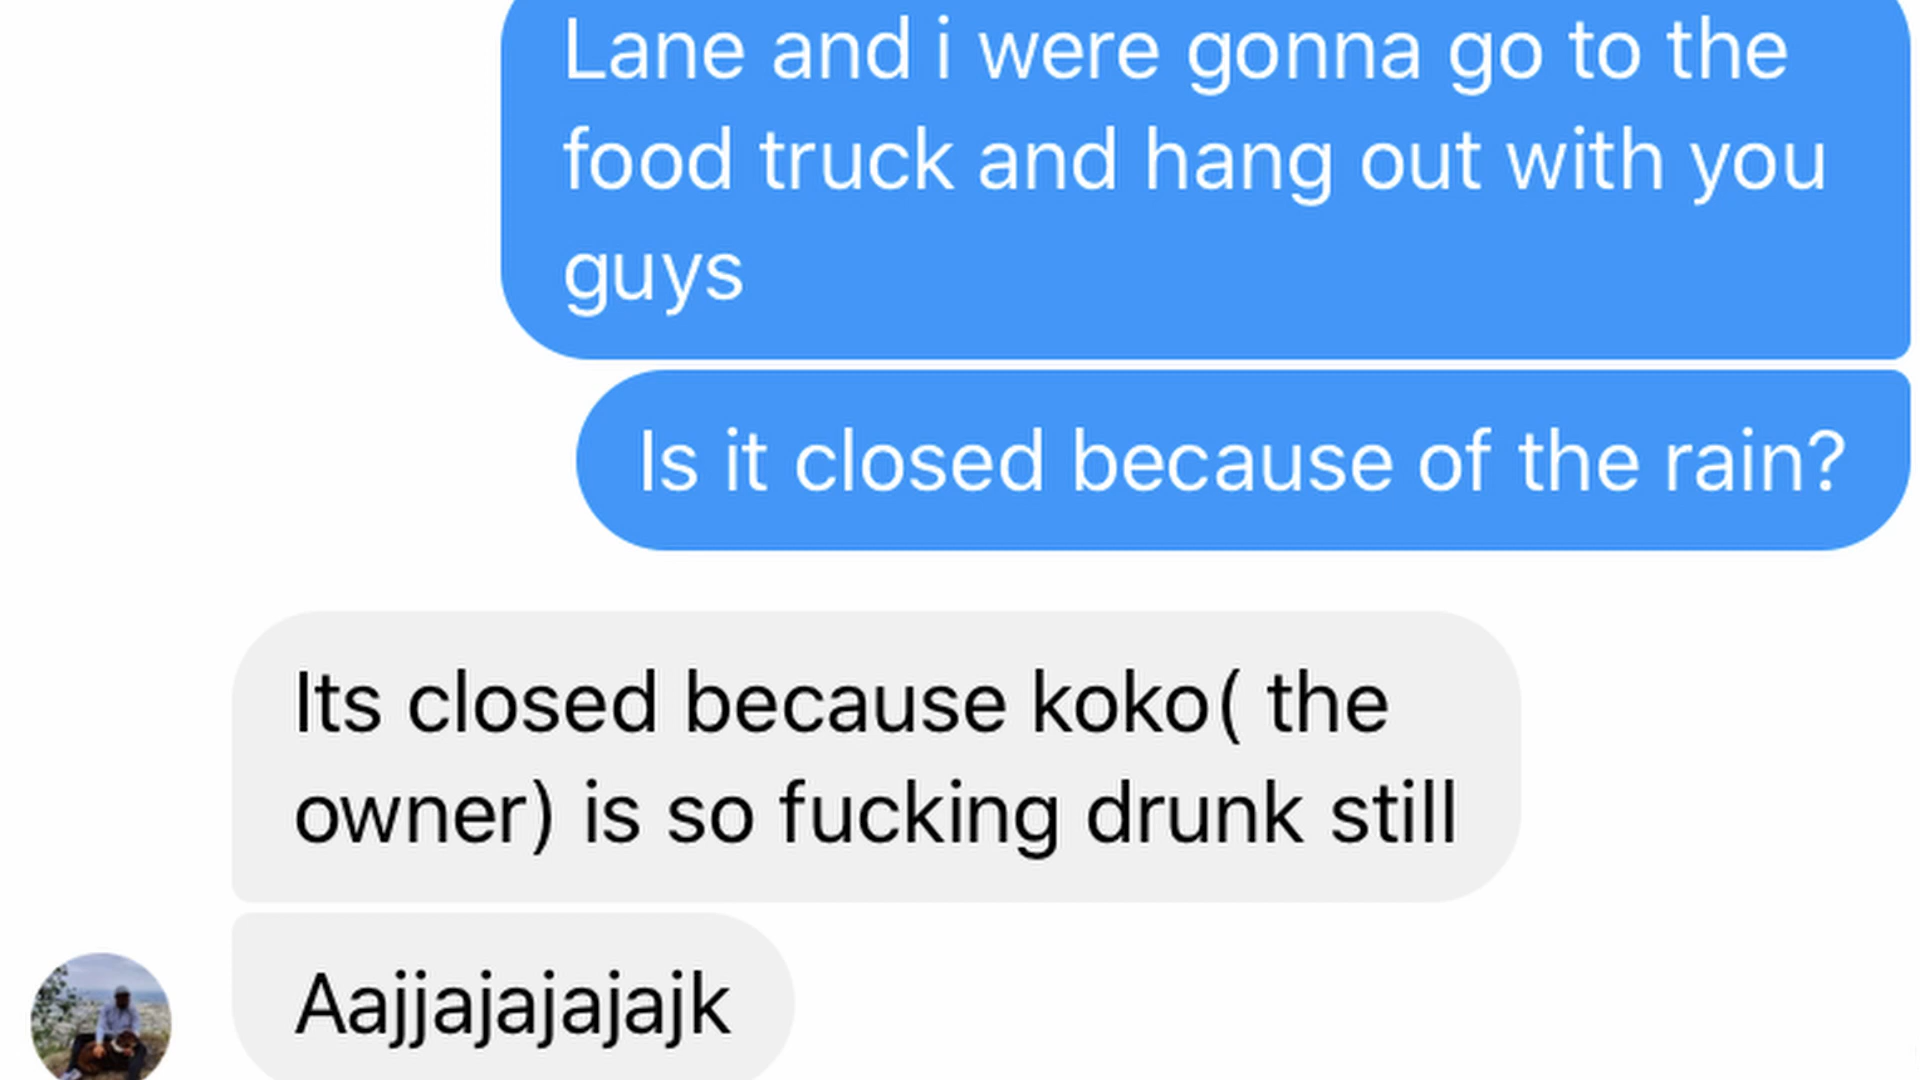 Lane and i were gonna go to the
food truck and hang out with you
guys
Is it closed because of the rain?
Its closed because koko( the
owner) is so fucking drunk still
Aajjajajajajk